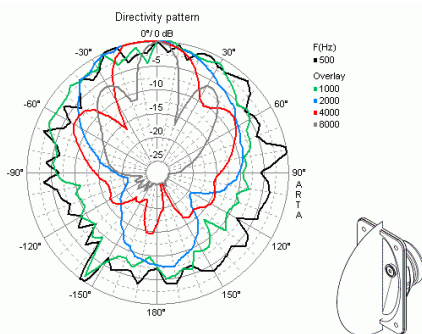 Directivity pattern
0°/ 0 dB
-30°
30°
-5
-60°
60°
-10
-15
-20
-25
-90°
90°
-120°
120°
-150°
150°
180°
A
R
T
A
F(Hz)
500
Overlay
1000
2000
4000
8000